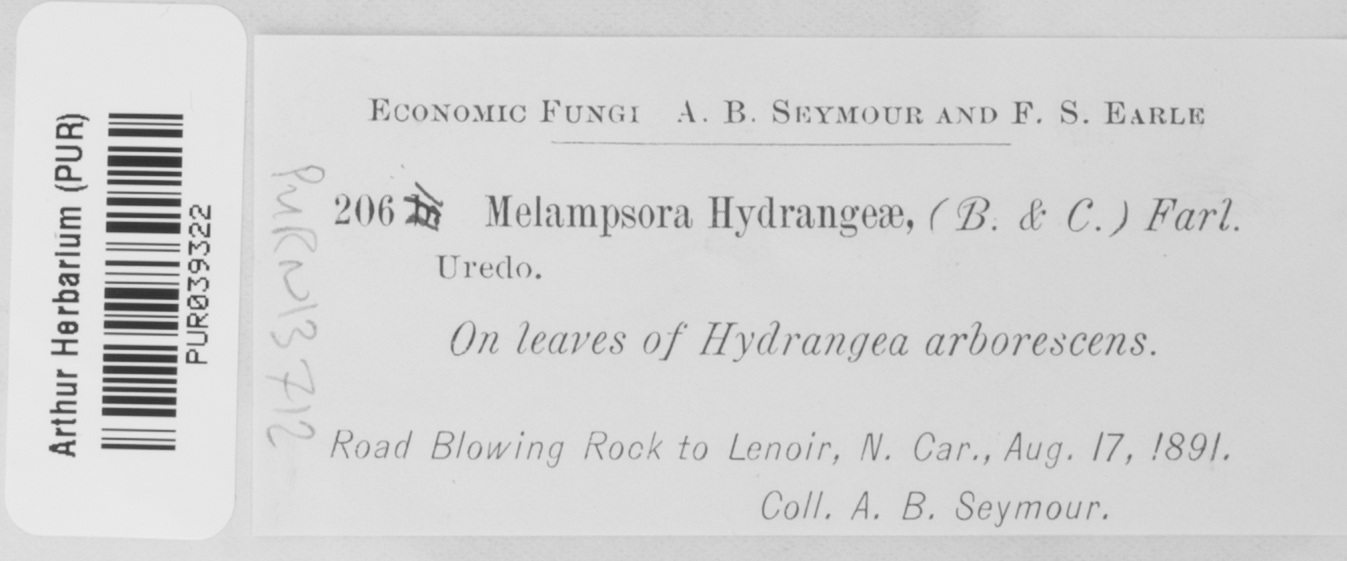 Arthur Herbarium (PUR)
PUR039322
PURN13712
ECONOMIC FUNGI A. B. SEYMOUR AND F. S. EARLE
206 Melampsora Hydrangeæ, (B. & C.) Farl.
Uredo.
On leaves of Hydrangea arborescens.
Road Blowing Rock to Lenoir, N. Car., Aug. 17, 1891.
Coll. A. B. Seymour.